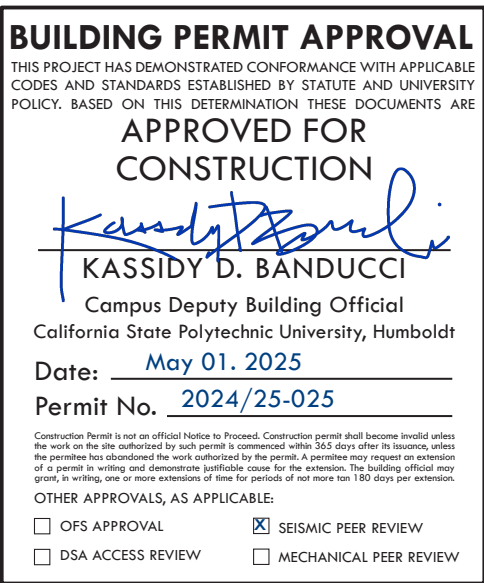 BUILDING PERMIT APPROVAL
THIS PROJECT HAS DEMONSTRATED CONFORMANCE WITH APPLICABLE
CODES AND STANDARDS ESTABLISHED BY STATUTE AND UNIVERSITY
POLICY. BASED ON THIS DETERMINATION THESE DOCUMENTS ARE
APPROVED FOR
CONSTRUCTION
KASSIDY D. BANDUCCI
Campus Deputy Building Official
California State Polytechnic University, Humboldt
Date: May 01. 2025
Permit No. 2024/25-025
Construction Permit is not an official Notice to Proceed. Construction permit shall become invalid unless
the work on the site authorized by such permit is commenced within 365 days after its issuance, unless
the permitee has abandoned the work authorized by the permit. A permitee may request an extension
of a permit in writing and demonstrate justifiable cause for the extension. The building official may
grant, in writing, one or more extensions of time for periods of not more tan 180 days per extension.
OTHER APPROVALS, AS APPLICABLE:
OFS APPROVAL
X SEISMIC PEER REVIEW
DSA ACCESS REVIEW
MECHANICAL PEER REVIEW